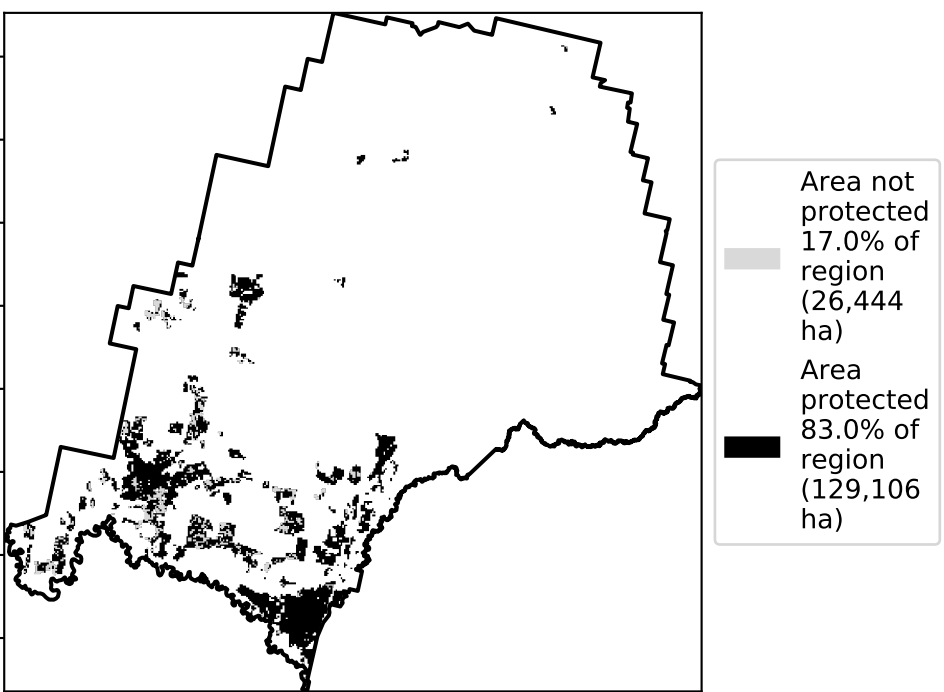 Area not
protected
17.0% of
region
(26,444
ha)
Area
protected
83.0% of
region
(129,106
ha)